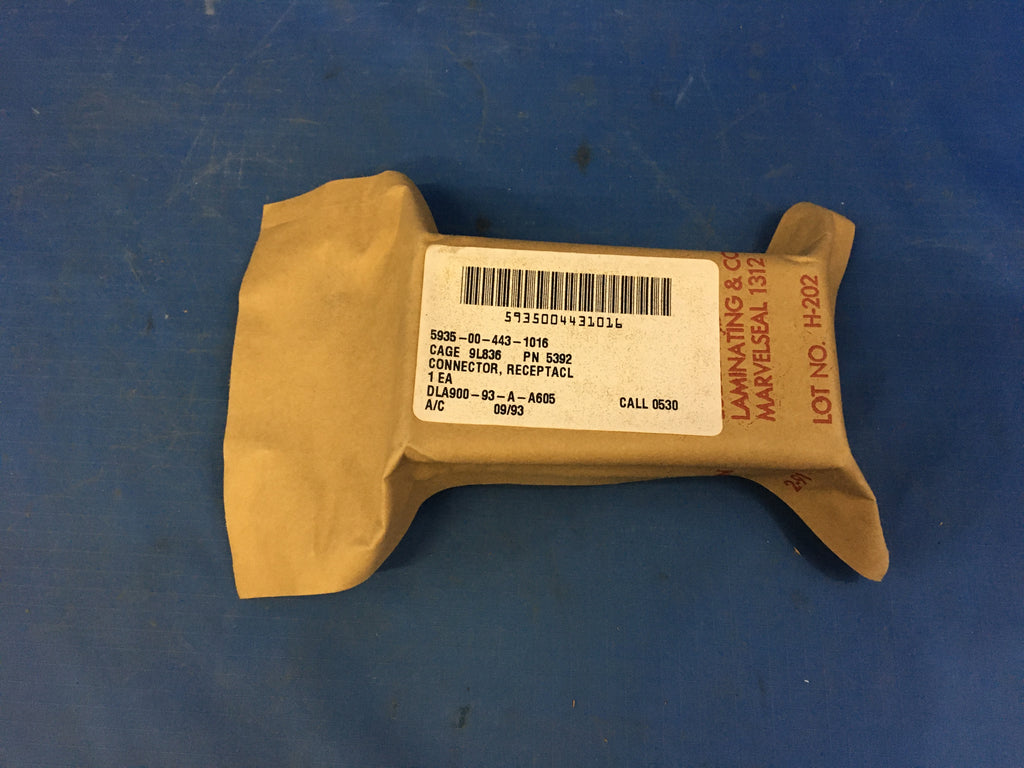 5935004431016
5935-00-443-1016
CAGE 9L836 PN 5392
CONNECTOR, RECEPTACL
1 EA
DLA900-93-A-A605 CALL 0530
A/C 09/93
LAMINATING & CO
MARVELSEAL 1312
LOT NO. H-202